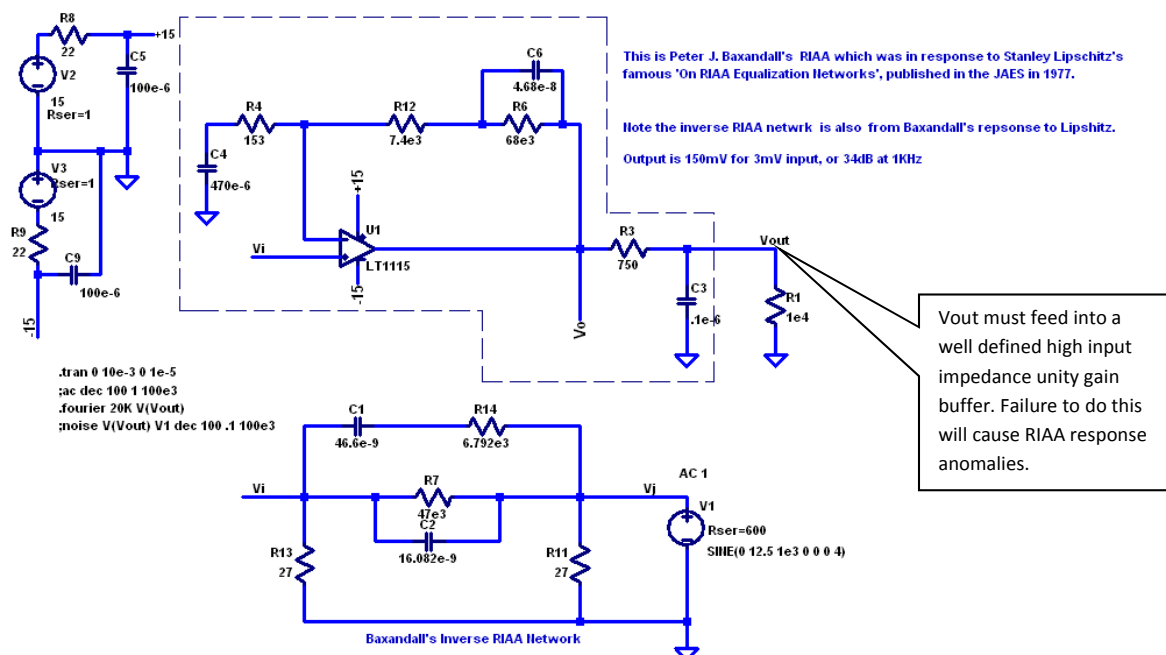 R8
22
+15
V2
C5
100e-6
15
Rser=1
V3
Rser=1
15
R9
22
C9
100e-6
-15
C6
4.68e-8
R4
153
R12
7.4e3
R6
68e3
C4
470e-6
+15
U1
Vi
LT1115
-15
R3
750
Vout
C3
.1e-6
R1
1e4
Vo
This is Peter J. Baxandall's RIAA which was in response to Stanley Lipschitz's
famous 'On RIAA Equalization Networks', published in the JAES in 1977.
Note the inverse RIAA netwrk is also from Baxandall's repsonse to Lipshitz.
Output is 150mV for 3mV input, or 34dB at 1KHz
Vout must feed into a
well defined high input
impedance unity gain
buffer. Failure to do this
will cause RIAA response
anomalies.
.tran 0 10e-3 0 1e-5
;ac dec 100 1 100e3
.fourier 20K V(Vout)
;noise V(Vout) V1 dec 100 .1 100e3
C1
46.6e-9
R14
6.792e3
Vi
R7
47e3
C2
16.082e-9
Vj
AC 1
V1
Rser=600
SINE(0 12.5 1e3 0 0 0 4)
R13
27
R11
27
Baxandall's Inverse RIAA Network